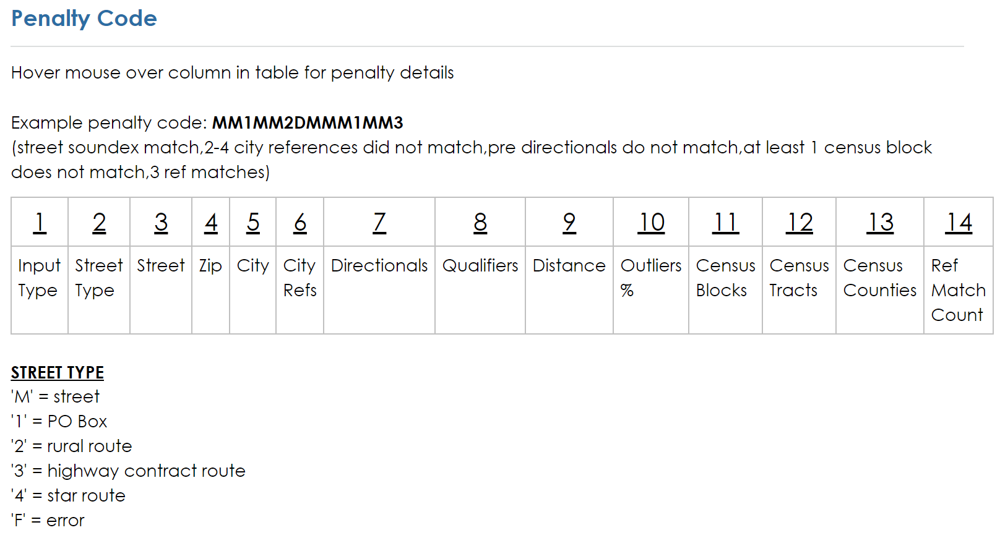 Penalty Code
Hover mouse over column in table for penalty details
Example penalty code: MM1MM2DMMM1MM3
(street soundex match,2-4 city references did not match,pre directionals do not match,at least 1 census block
does not match,3 ref matches)
1 2 3 4 5 6 7 8 9 10 11 12 13 14
Input Street Street Zip City City Directionals Qualifiers Distance Outliers Census Census Census Ref
Type Type Refs % Blocks Tracts Counties Match
Count
STREET TYPE
'M' = street
'1' = PO Box
'2' = rural route
'3' = highway contract route
'4' = star route
'F' = error